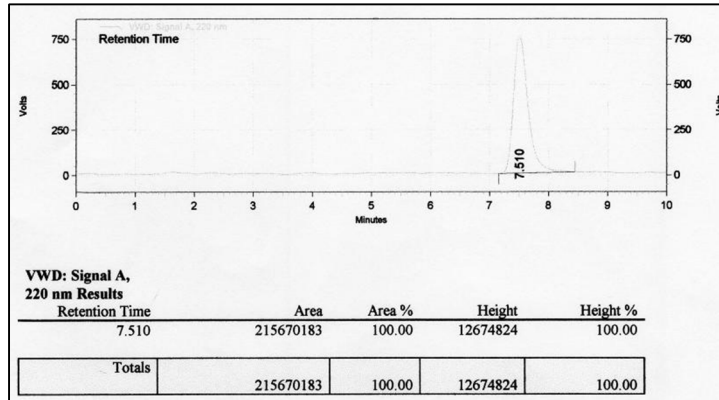 VWD: Signal A, 220 nm
Retention Time
750 750
500 500
250 250
0 0
Volts
Volts
7.510
0 1 2 3 4 5 6 7 8 9 10
Minutes
VWD: Signal A,
220 nm Results
Retention Time Area Area % Height Height %
7.510 215670183 100.00 12674824 100.00
Totals
215670183 100.00 12674824 100.00